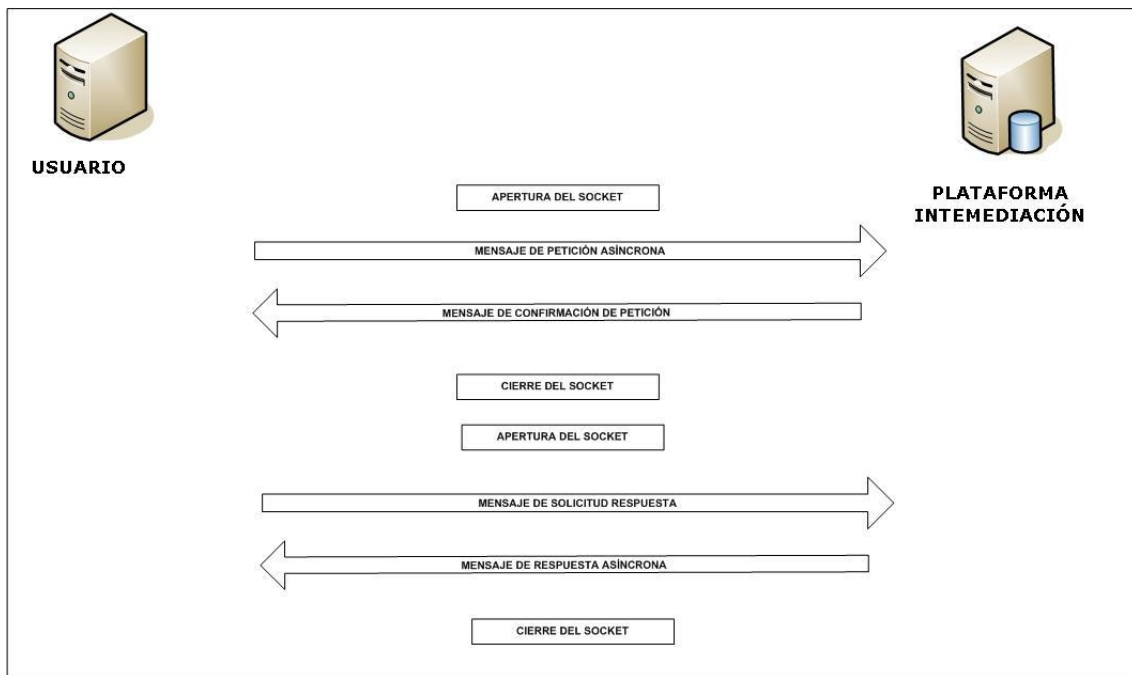 USUARIO
PLATAFORMA
INTEMEDIACIÓN
APERTURA DEL SOCKET
MENSAJE DE PETICIÓN ASÍNCRONA
MENSAJE DE CONFIRMACIÓN DE PETICIÓN
CIERRE DEL SOCKET
APERTURA DEL SOCKET
MENSAJE DE SOLICITUD RESPUESTA
MENSAJE DE RESPUESTA ASÍNCRONA
CIERRE DEL SOCKET